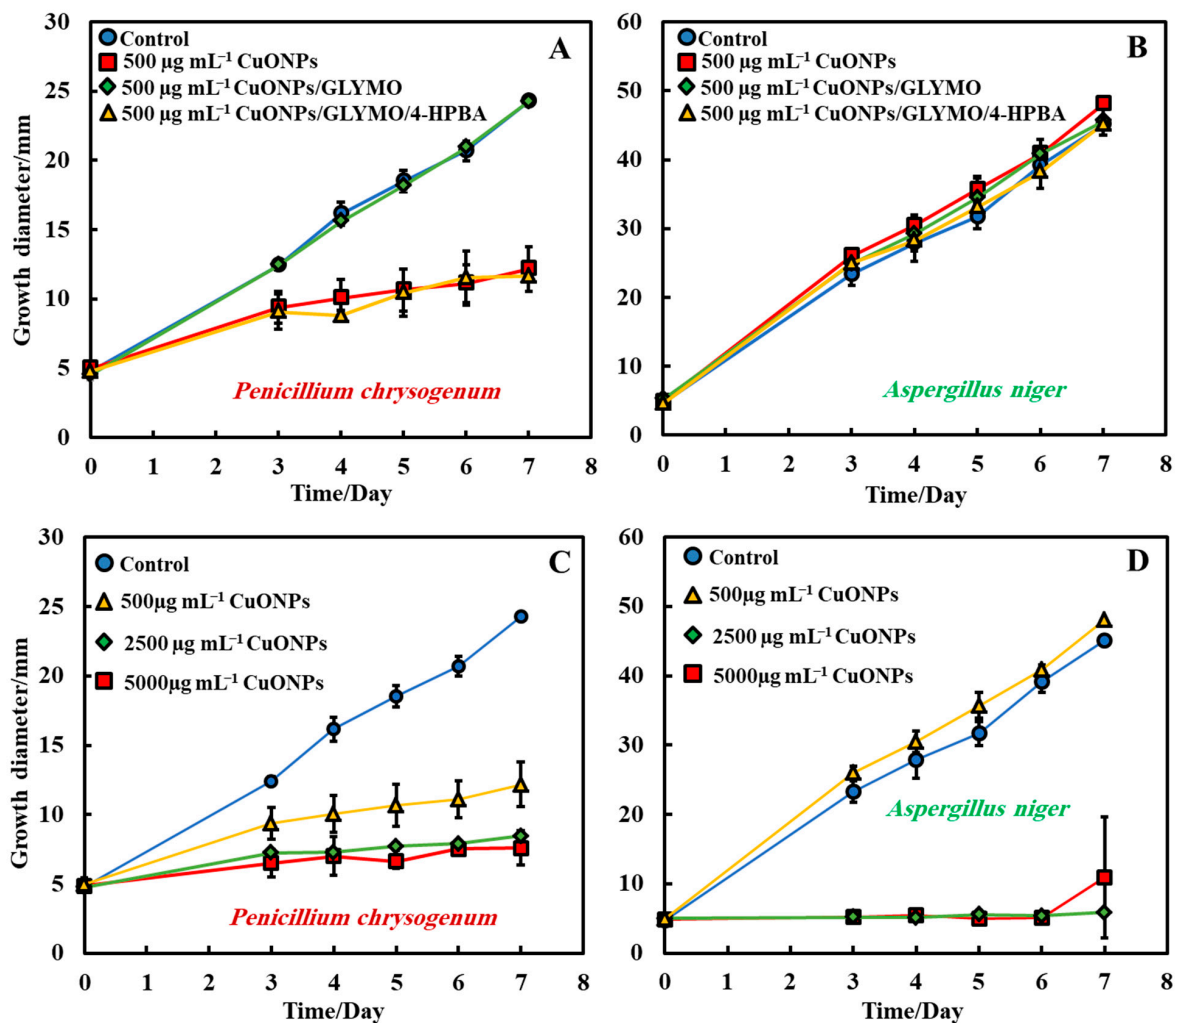 A
Control
500 µg mL⁻¹ CuONPs
500 µg mL⁻¹ CuONPs/GLYMO
500 µg mL⁻¹ CuONPs/GLYMO/4-HPBA
Growth diameter/mm
30
25
20
15
10
5
0
Penicillium chrysogenum
0 1 2 3 4 5 6 7 8
Time/Day
B
Control
500 µg mL⁻¹ CuONPs
500 µg mL⁻¹ CuONPs/GLYMO
500 µg mL⁻¹ CuONPs/GLYMO/4-HPBA
60
50
40
30
20
10
0
Aspergillus niger
0 1 2 3 4 5 6 7 8
Time/Day
C
Control
500µg mL⁻¹ CuONPs
2500 µg mL⁻¹ CuONPs
5000µg mL⁻¹ CuONPs
Growth diameter/mm
30
25
20
15
10
5
0
Penicillium chrysogenum
0 1 2 3 4 5 6 7 8
Time/Day
D
Control
500µg mL⁻¹ CuONPs
2500 µg mL⁻¹ CuONPs
5000µg mL⁻¹ CuONPs
60
50
40
30
20
10
0
Aspergillus niger
0 1 2 3 4 5 6 7 8
Time/Day